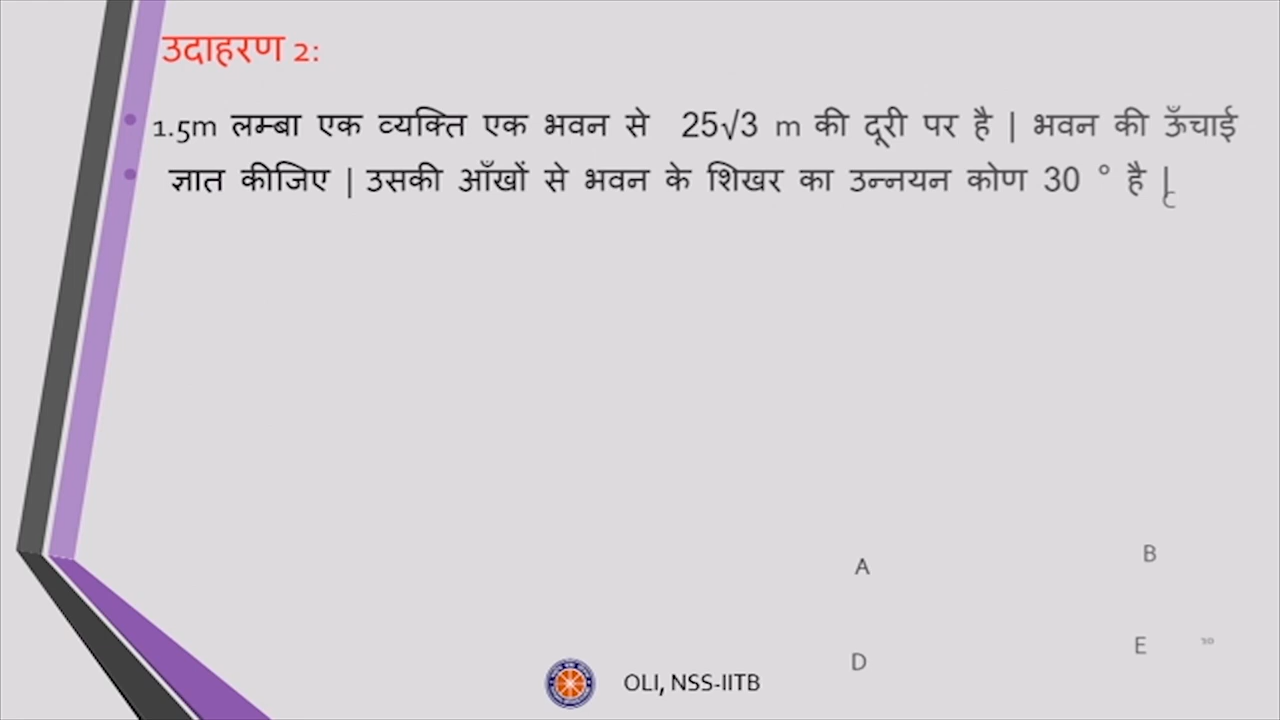 उदाहरण 2:
1.5m लम्बा एक व्यक्ति एक भवन से 25√3 m की दूरी पर है | भवन की ऊँचाई
ज्ञात कीजिए | उसकी आँखों से भवन के शिखर का उन्नयन कोण 30 ° है |
A
B
D
E
OLI, NSS-IITB